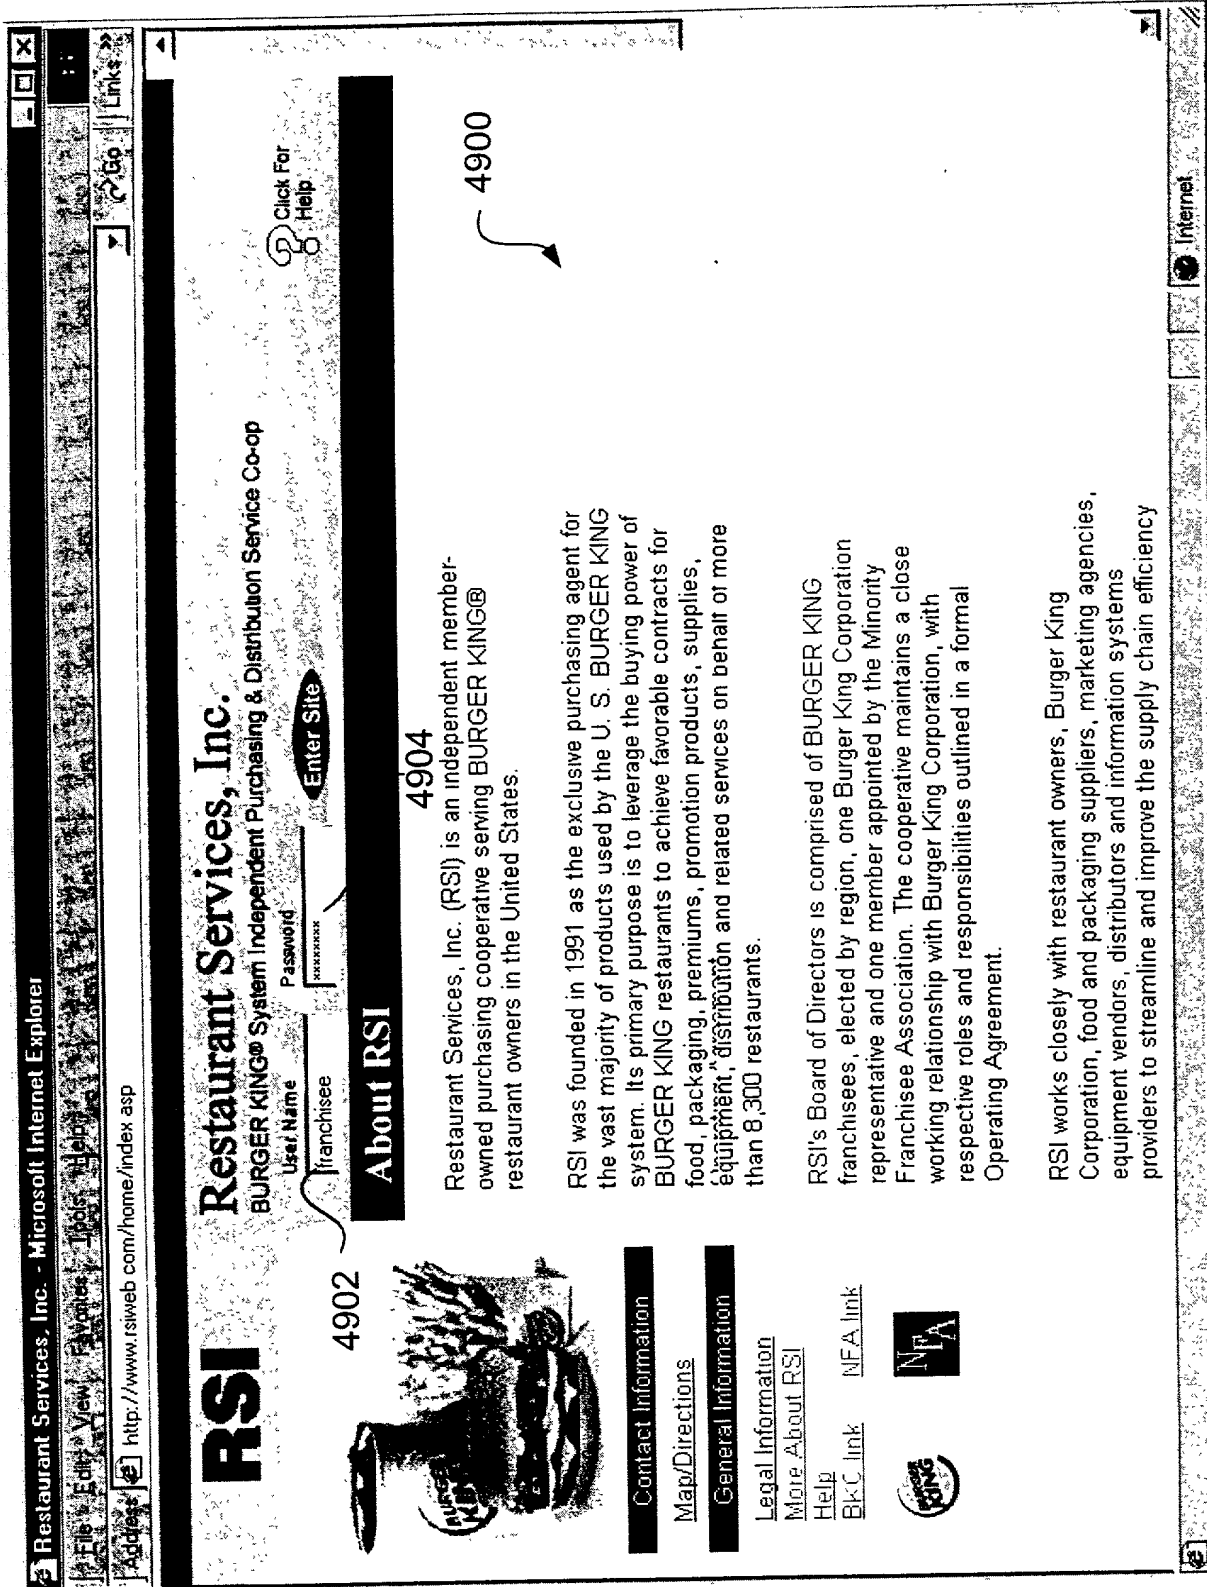 Restaurant Services, Inc. - Microsoft Internet Explorer
File Edit View Favorites Tools Help
Address http://www.rsiweb com/home/index asp
Go Links »
RSI
Restaurant Services, Inc.
BURGER KING® System Independent Purchasing & Distribution Service Co-op
User Name Password
franchisee xxxxxxxx Enter Site
Click For
Help
4902
4904
4900
About RSI
Restaurant Services, Inc. (RSI) is an independent member-
owned purchasing cooperative serving BURGER KING®
restaurant owners in the United States.
RSI was founded in 1991 as the exclusive purchasing agent for
the vast majority of products used by the U. S. BURGER KING
system. Its primary purpose is to leverage the buying power of
BURGER KING restaurants to achieve favorable contracts for
food, packaging, premiums, promotion products, supplies,
equipment, distribution and related services on behalf of more
than 8,300 restaurants.
RSI's Board of Directors is comprised of BURGER KING
franchisees, elected by region, one Burger King Corporation
representative and one member appointed by the Minority
Franchisee Association. The cooperative maintains a close
working relationship with Burger King Corporation, with
respective roles and responsibilities outlined in a formal
Operating Agreement.
RSI works closely with restaurant owners, Burger King
Corporation, food and packaging suppliers, marketing agencies,
equipment vendors, distributors and information systems
providers to streamline and improve the supply chain efficiency
BURGER
KING
Contact Information
Map/Directions
General Information
Legal Information
More About RSI
Help
BKC link NFA link
BURGER
KING
NFA
Internet